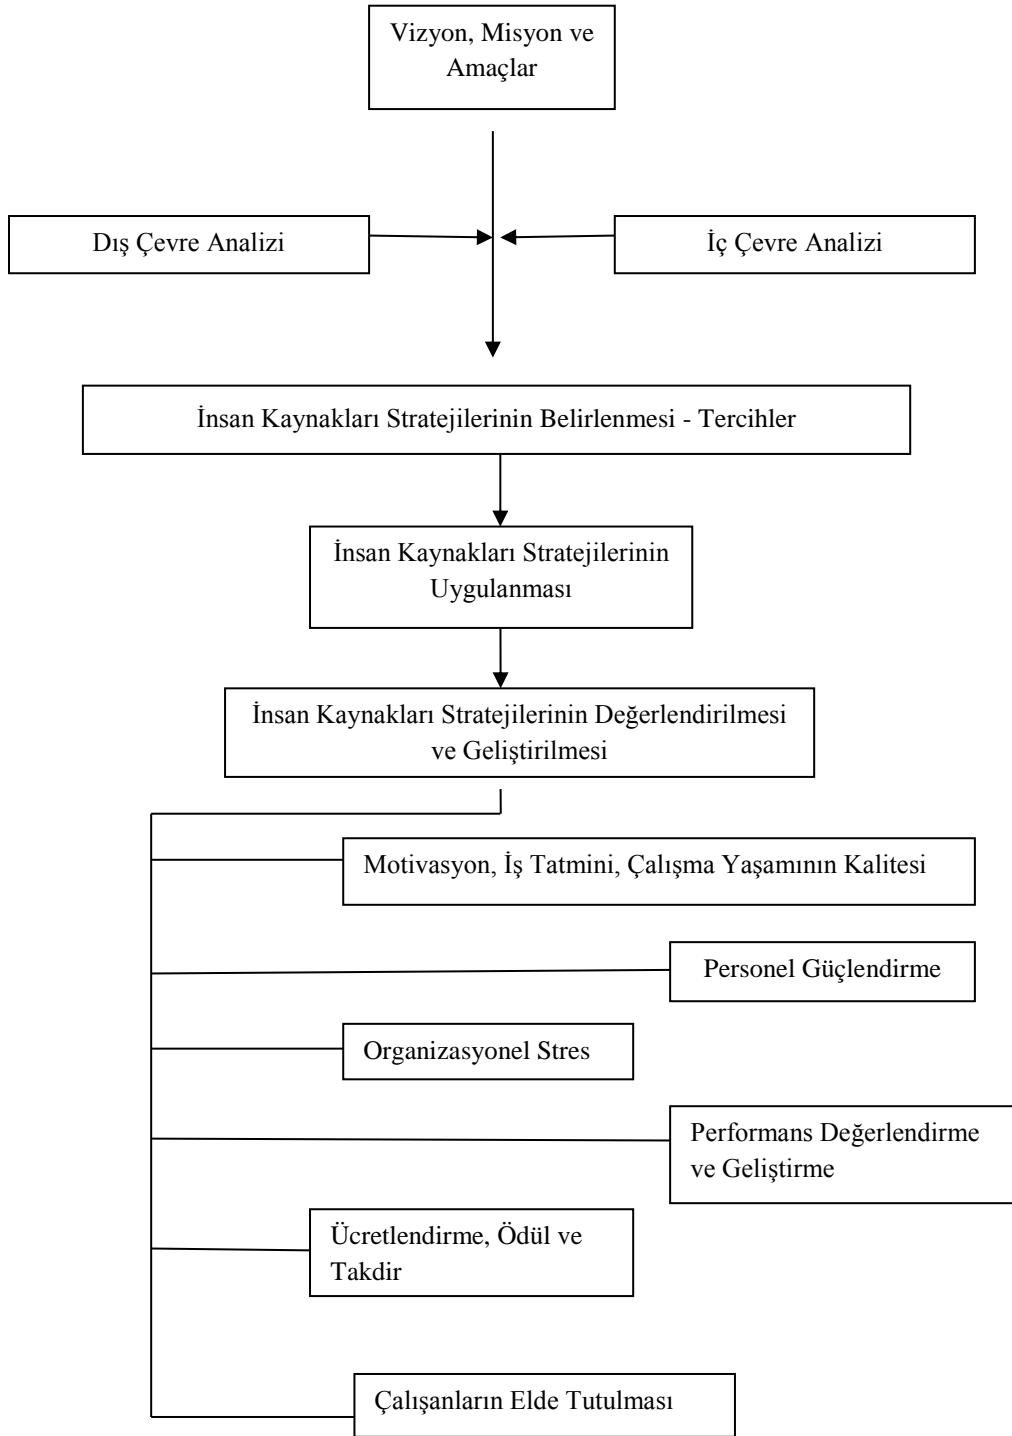 Vizyon, Misyon ve
Amaçlar
Dış Çevre Analizi
İç Çevre Analizi
İnsan Kaynakları Stratejilerinin Belirlenmesi - Tercihler
İnsan Kaynakları Stratejilerinin
Uygulanması
İnsan Kaynakları Stratejilerinin Değerlendirilmesi
ve Geliştirilmesi
Motivasyon, İş Tatmini, Çalışma Yaşamının Kalitesi
Personel Güçlendirme
Organizasyonel Stres
Performans Değerlendirme
ve Geliştirme
Ücretlendirme, Ödül ve
Takdir
Çalışanların Elde Tutulması